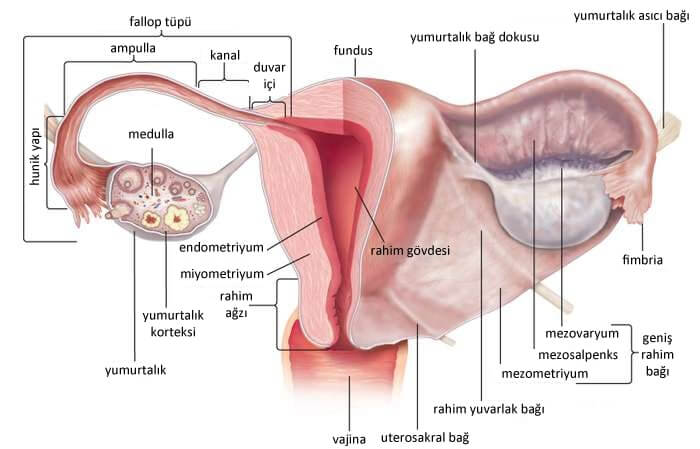 fallop tüpü
yumurtalık asıcı bağı
ampulla
kanal
fundus
yumurtalık bağ dokusu
duvar
içi
hunik yapı
medulla
endometriyum
rahim gövdesi
miyometriyum
fimbria
rahim
ağzı
yumurtalık
korteksi
mezovaryum
geniş
rahim
bağı
mezosalpenks
mezometriyum
yumurtalık
rahim yuvarlak bağı
vajina
uterosakral bağ